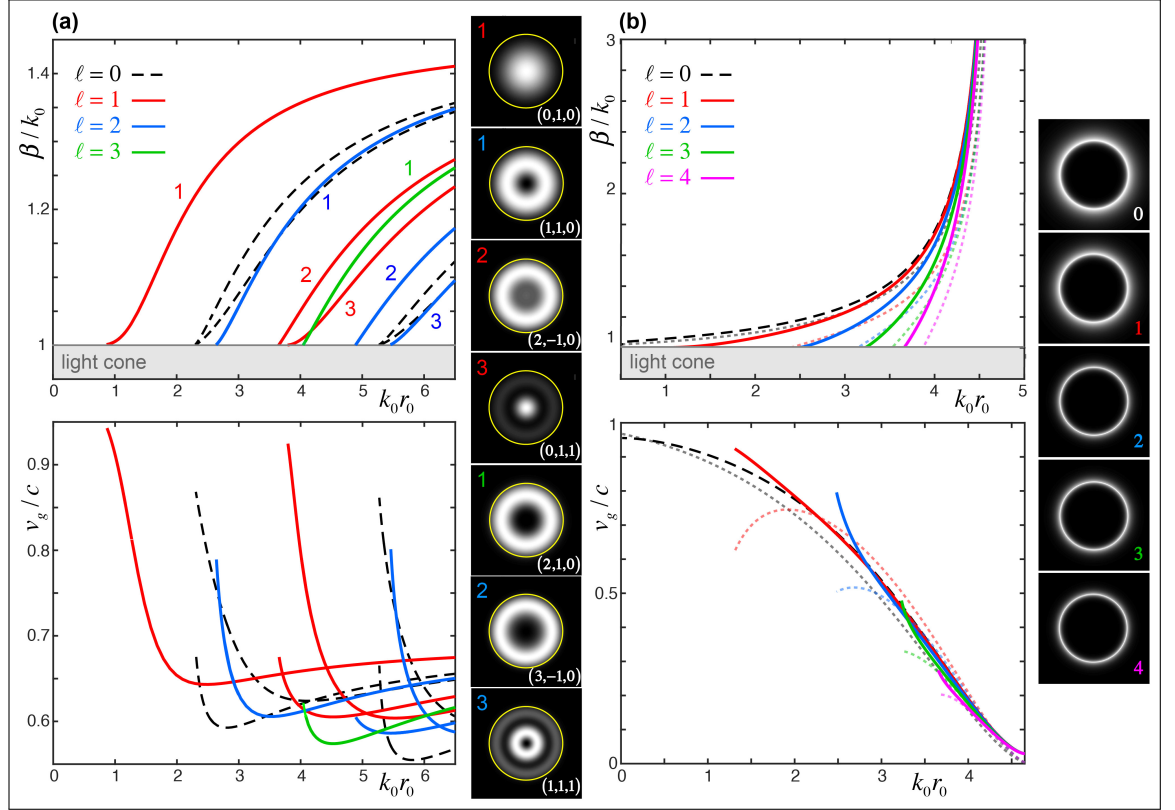 (a)
β/k₀
1.4
1.2
1
ℓ = 0
ℓ = 1
ℓ = 2
ℓ = 3
1
1
1
2
2
3
3
light cone
0 1 2 3 4 5 6
k₀r₀
v_g / c
0.9
0.8
0.7
0.6
0 1 2 3 4 5 6
k₀r₀
1
(0,1,0)
1
(1,1,0)
2
(2,−1,0)
3
(0,1,1)
1
(2,1,0)
2
(3,−1,0)
3
(1,1,1)
(b)
β/k₀
3
2
2
1
1
ℓ = 0
ℓ = 1
ℓ = 2
ℓ = 3
ℓ = 4
light cone
1 2 3 4 5
k₀r₀
v_g / c
1
0.5
0
0 1 2 3 4
k₀r₀
0
1
2
3
4